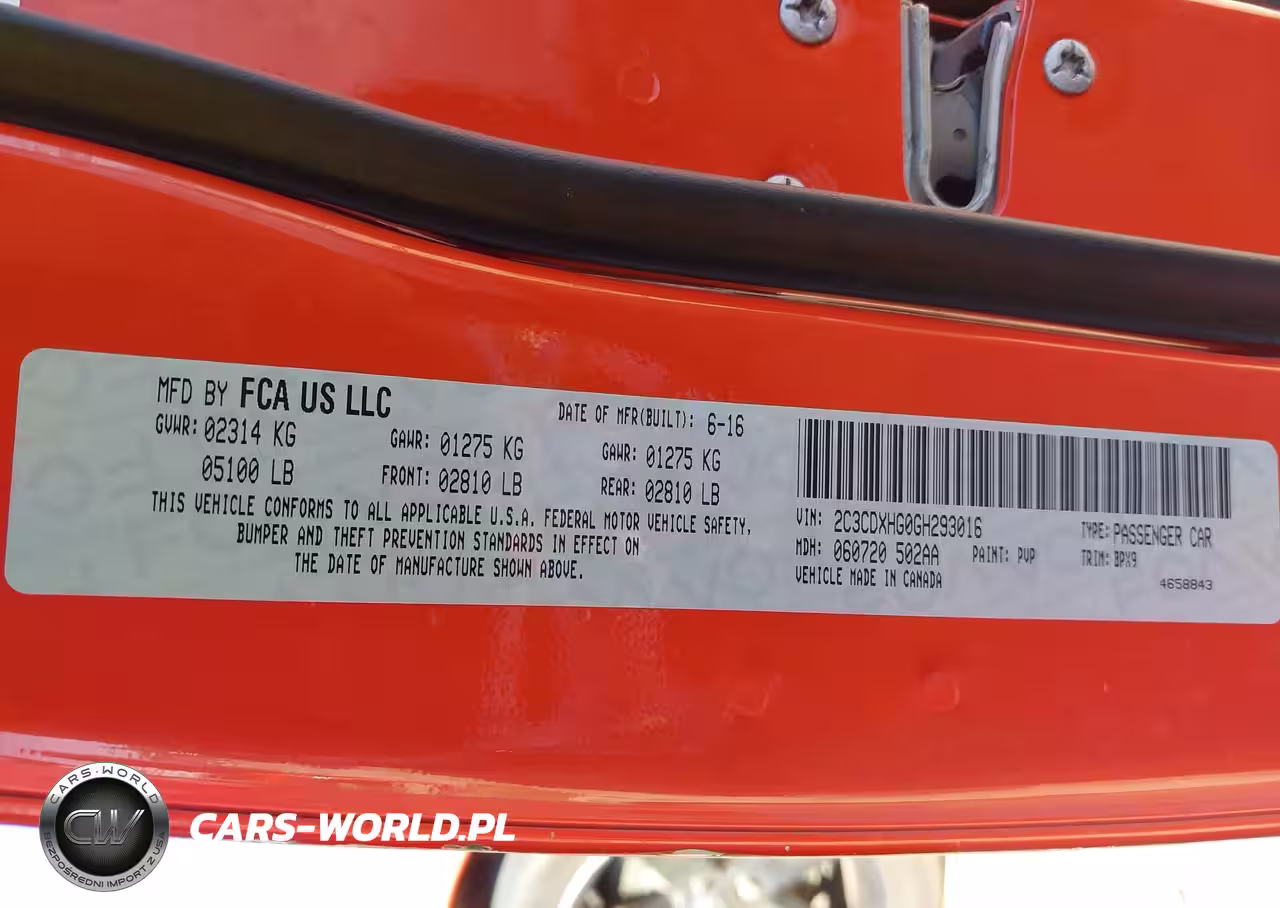 MFD BY FCA US LLC
DATE OF MFR(BUILT): 6-16
GVWR: 02314 KG
GAWR: 01275 KG
GAWR: 01275 KG
05100 LB
FRONT: 02810 LB
REAR: 02810 LB
THIS VEHICLE CONFORMS TO ALL APPLICABLE U.S.A. FEDERAL MOTOR VEHICLE SAFETY,
BUMPER AND THEFT PREVENTION STANDARDS IN EFFECT ON
THE DATE OF MANUFACTURE SHOWN ABOVE.
VIN: 2C3CDXHG0GH293016
TYPE: PASSENGER CAR
MDH: 060720 502AA
PAINT: PVP
TRIM: BPX9
VEHICLE MADE IN CANADA
4658843
CARS-WORLD
CW
BEZPOŚREDNI IMPORT Z USA
CARS-WORLD.PL